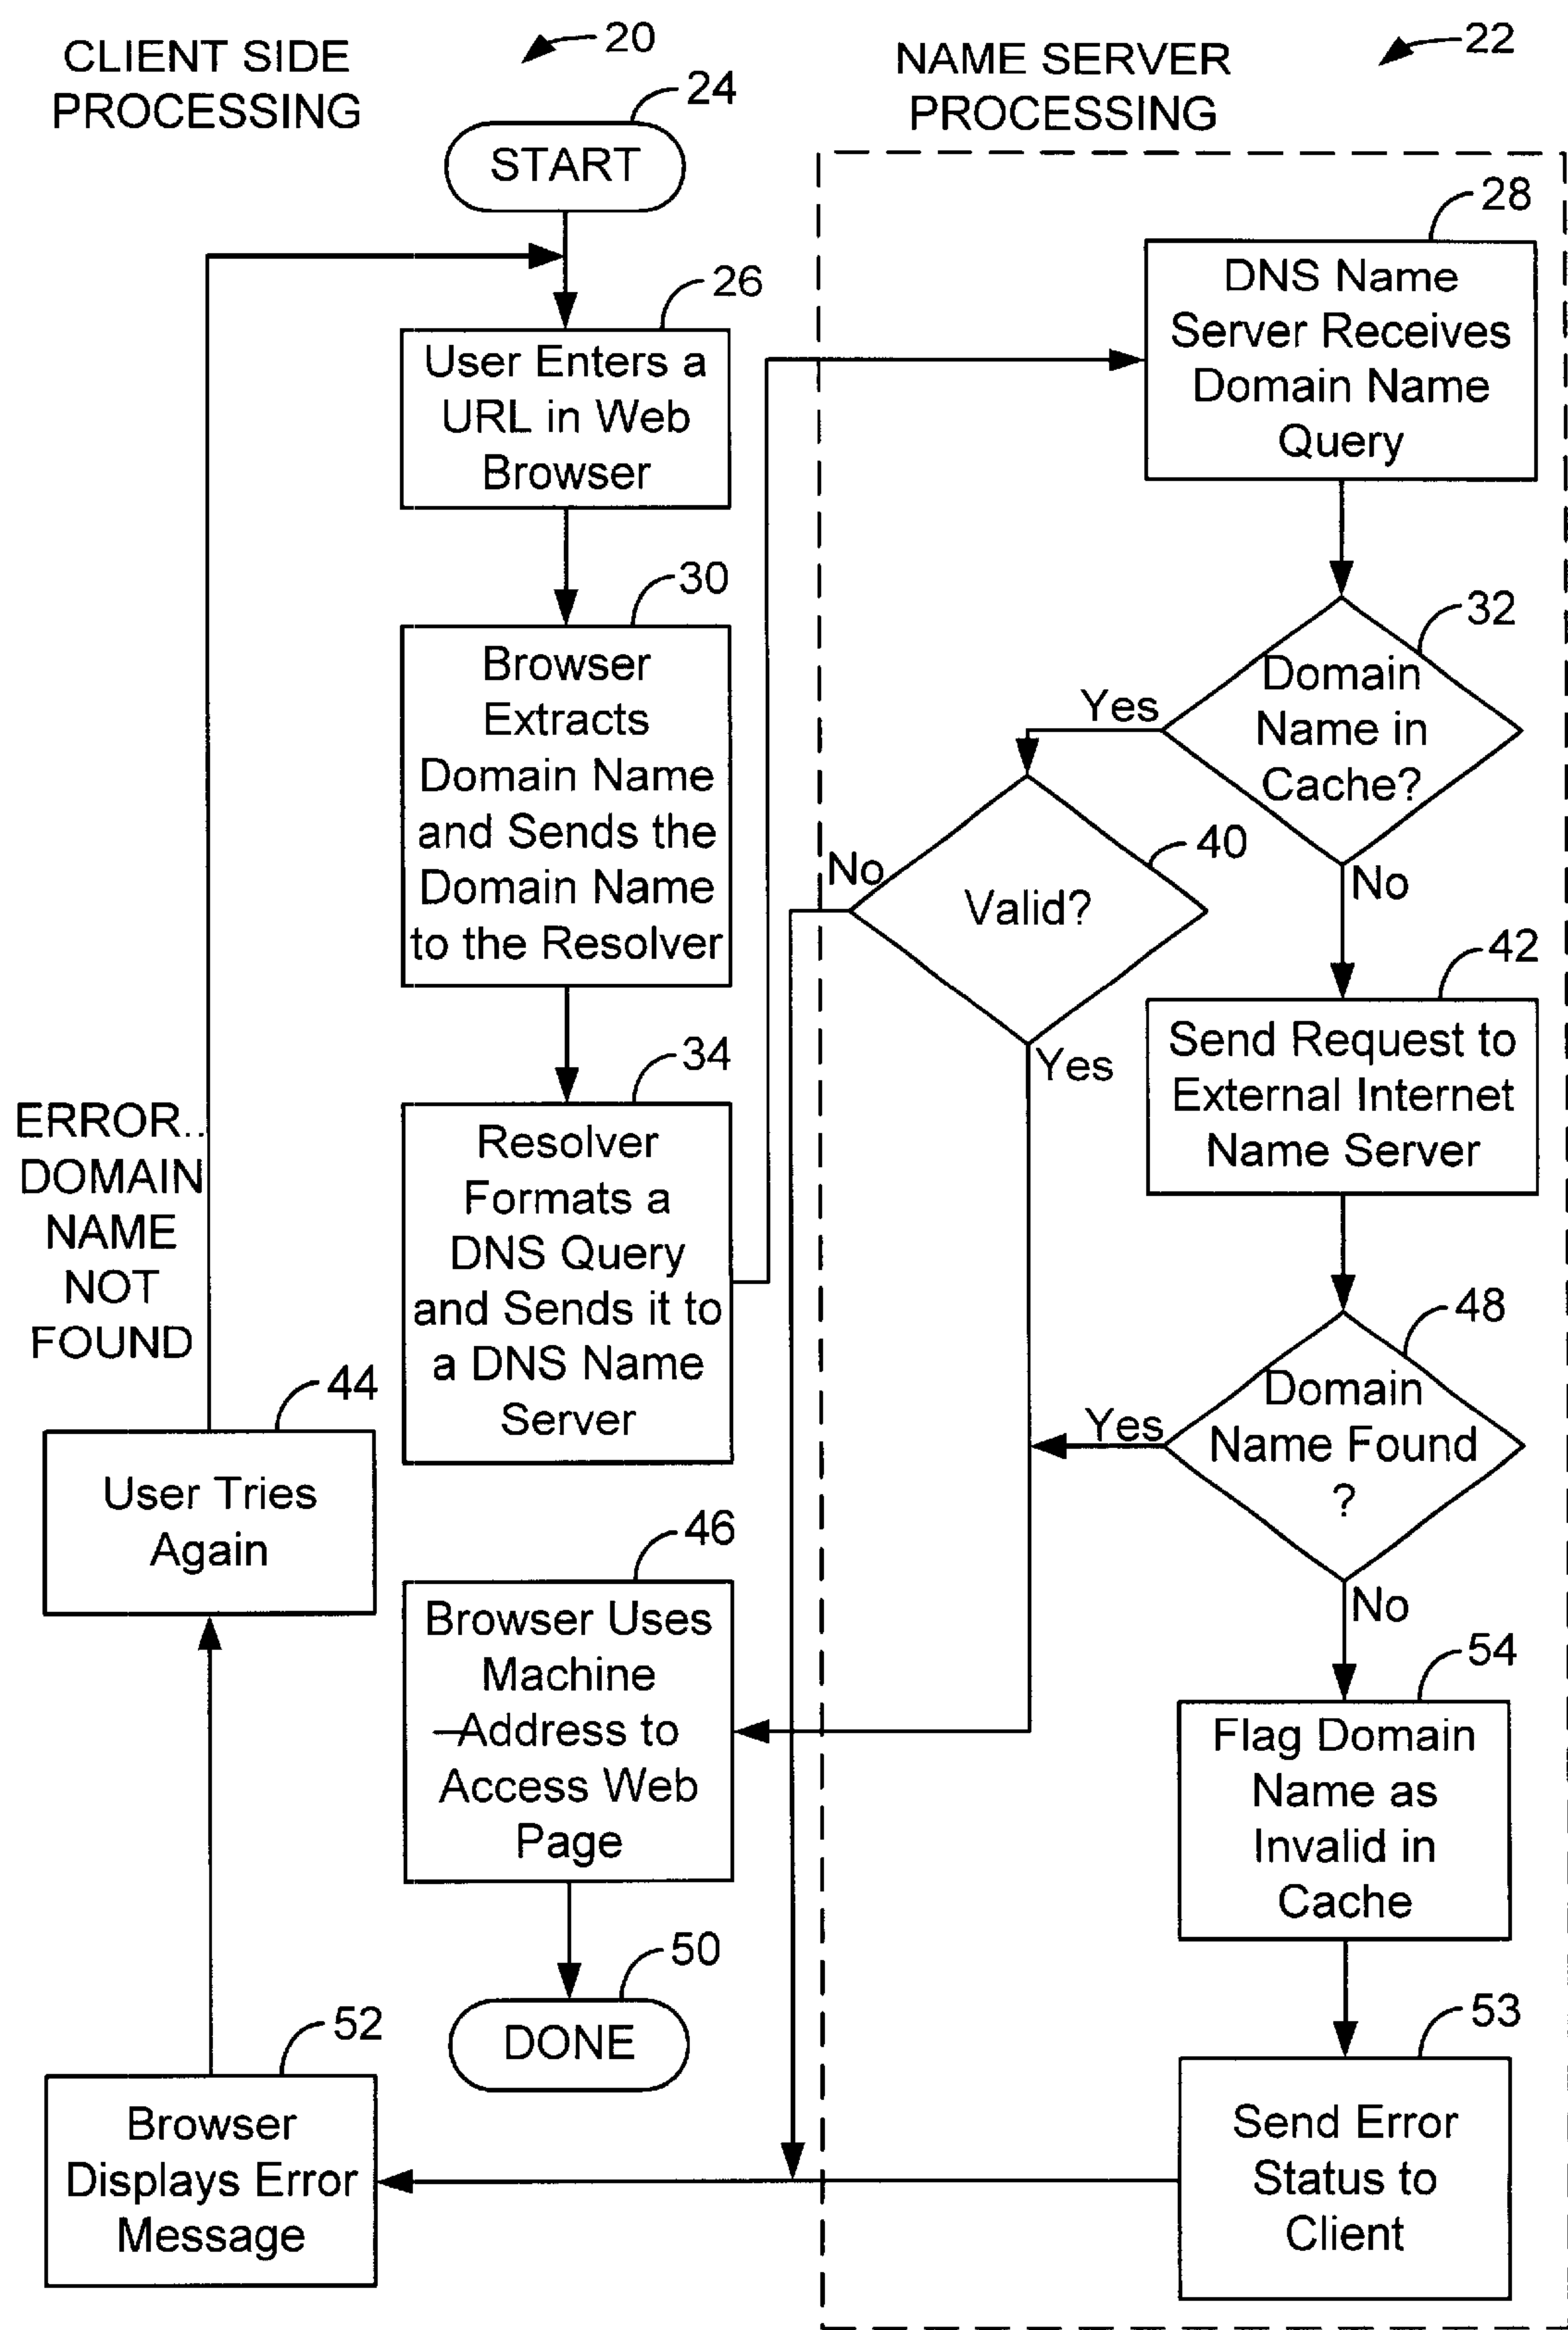 CLIENT SIDE
PROCESSING
20
24
START
26
User Enters a
URL in Web
Browser
30
Browser
Extracts
Domain Name
and Sends the
Domain Name
to the Resolver
34
Resolver
Formats a
DNS Query
and Sends it to
a DNS Name
Server
ERROR..
DOMAIN
NAME
NOT
FOUND
44
User Tries
Again
46
Browser Uses
Machine
Address to
Access Web
Page
50
DONE
52
Browser
Displays Error
Message
NAME SERVER
PROCESSING
22
28
DNS Name
Server Receives
Domain Name
Query
32
Domain
Name in
Cache?
Yes
No
40
Valid?
No
Yes
42
Send Request to
External Internet
Name Server
48
Domain
Name Found
?
Yes
No
54
Flag Domain
Name as
Invalid in
Cache
53
Send Error
Status to
Client